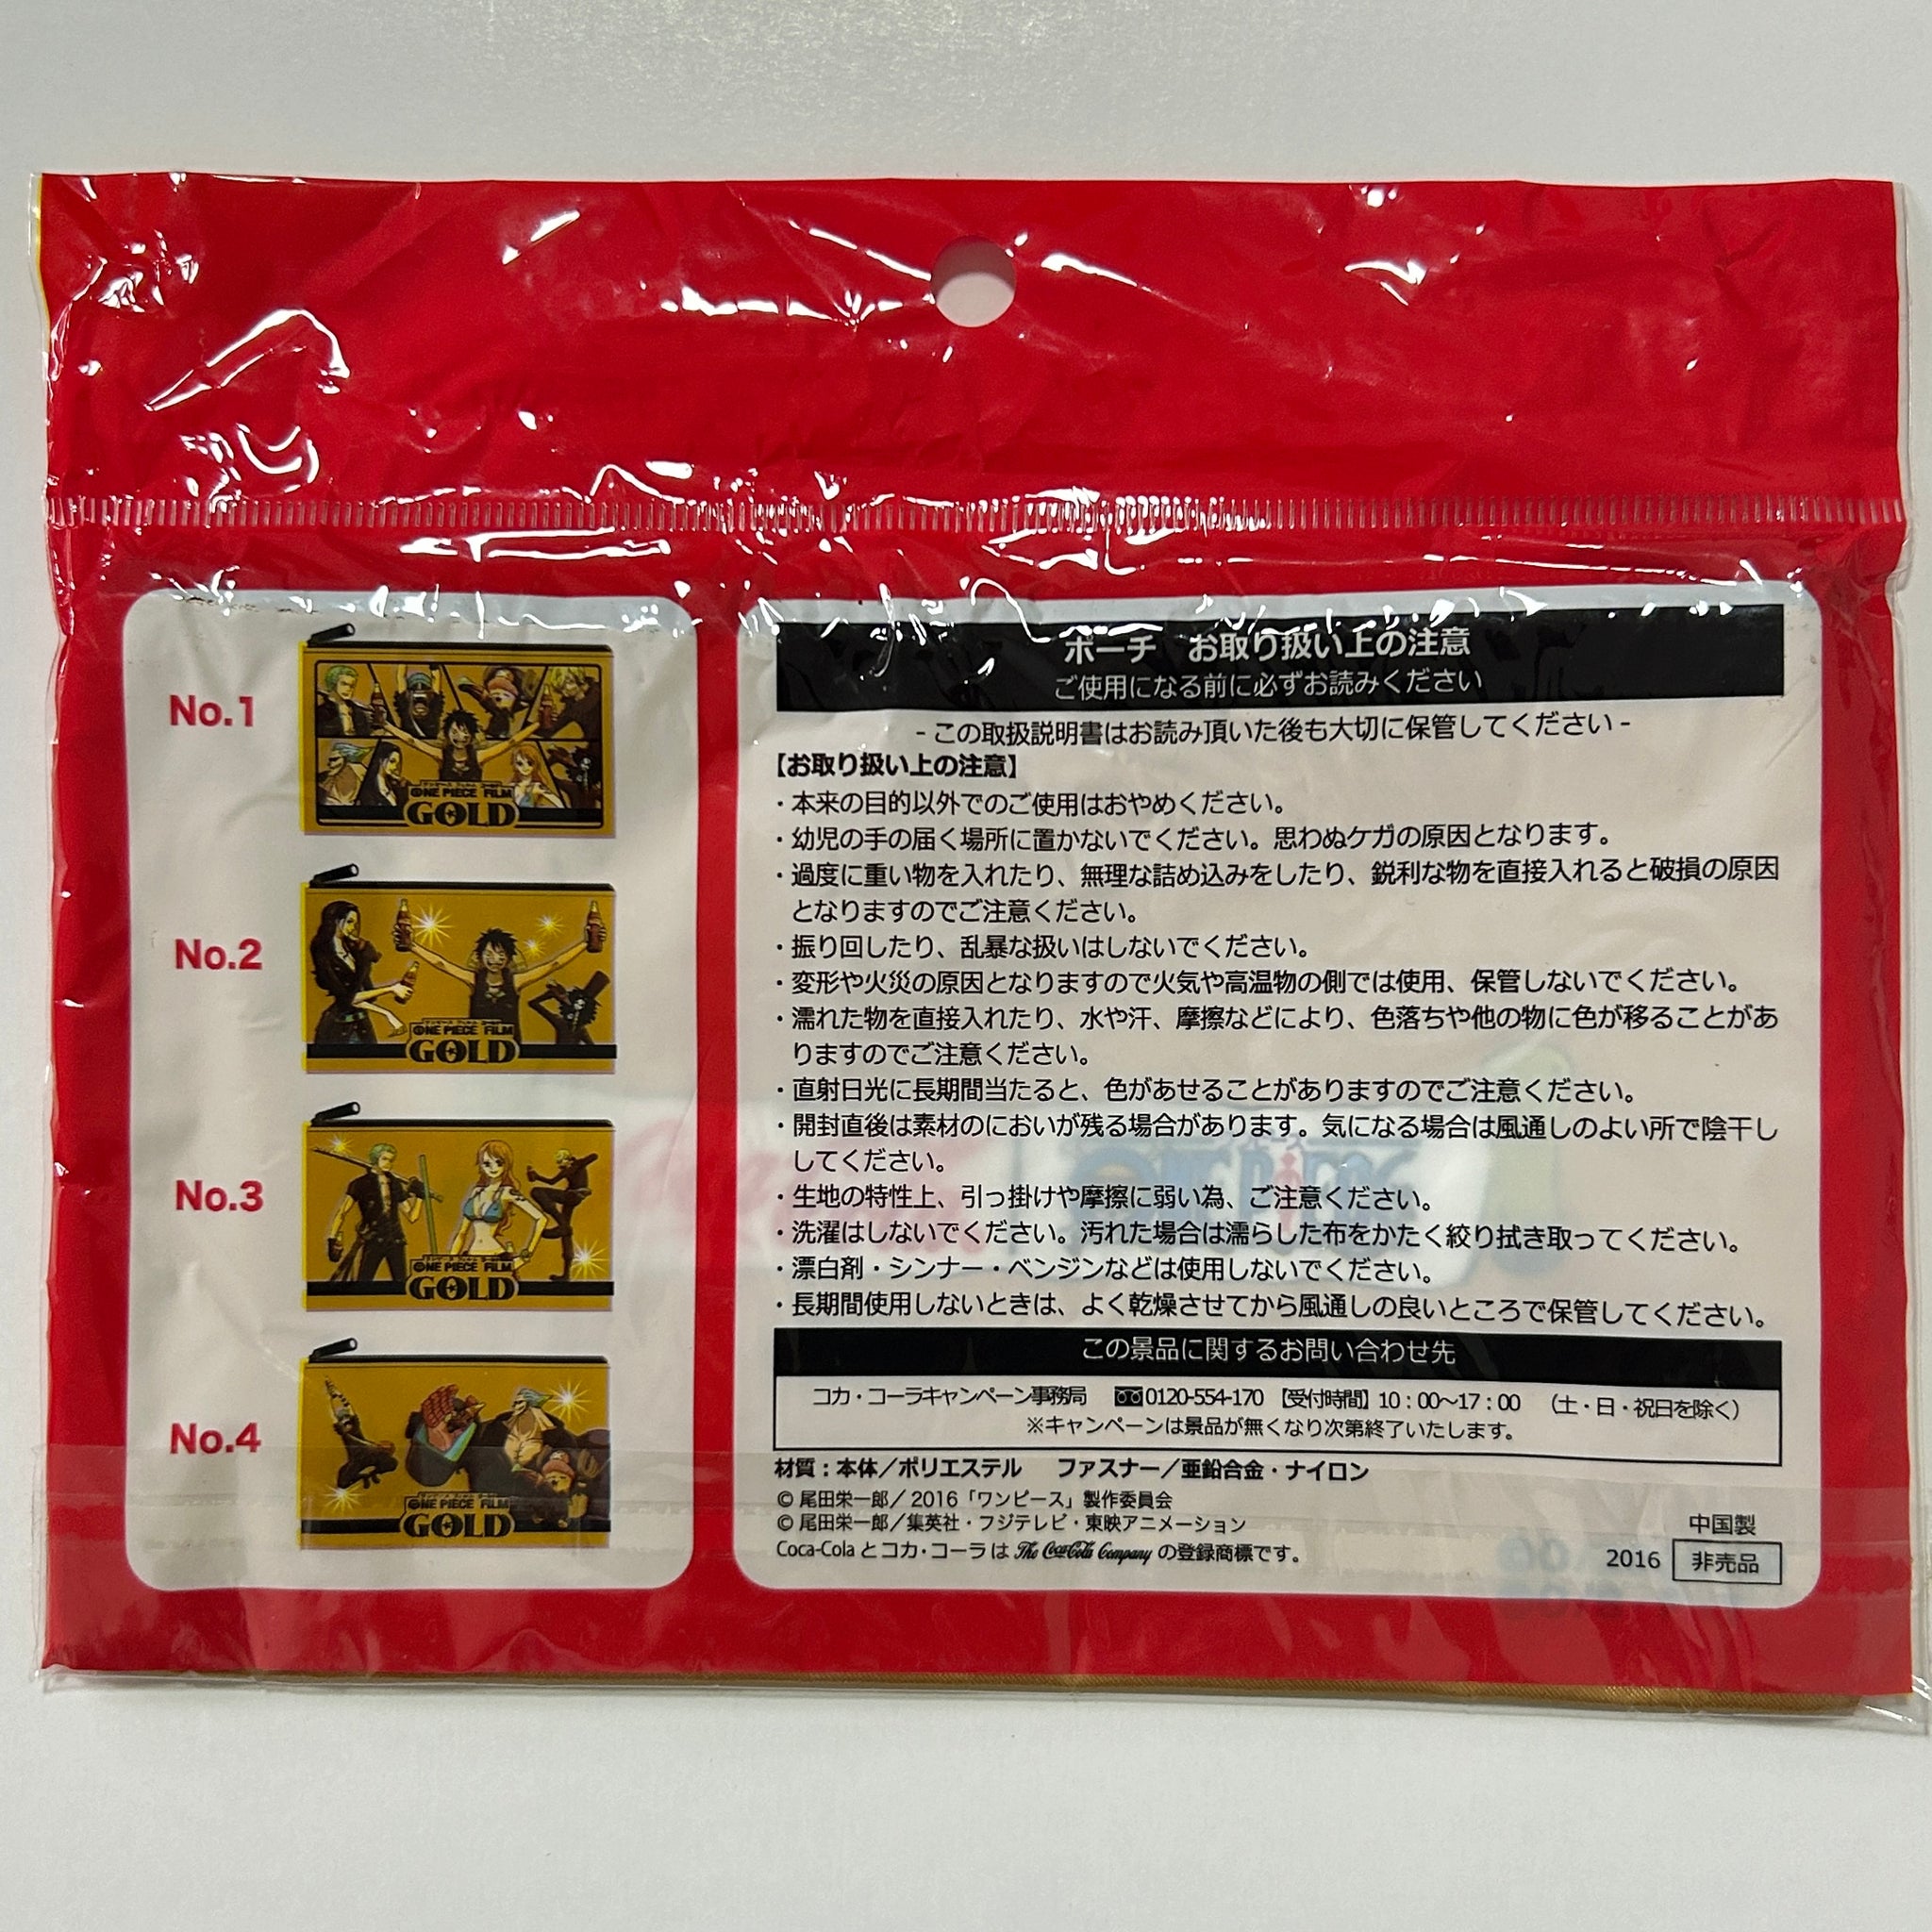 No.1
ONE PIECE FILM
GOLD
No.2
ONE PIECE FILM
GOLD
No.3
ONE PIECE FILM
GOLD
No.4
ONE PIECE FILM
GOLD
ポーチ　お取り扱い上の注意
ご使用になる前に必ずお読みください
- この取扱説明書はお読み頂いた後も大切に保管してください -
【お取り扱い上の注意】
・本来の目的以外でのご使用はおやめください。
・幼児の手の届く場所に置かないでください。思わぬケガの原因となります。
・過度に重い物を入れたり、無理な詰め込みをしたり、鋭利な物を直接入れると破損の原因
となりますのでご注意ください。
・振り回したり、乱暴な扱いはしないでください。
・変形や火災の原因となりますので火気や高温物の側では使用、保管しないでください。
・濡れた物を直接入れたり、水や汗、摩擦などにより、色落ちや他の物に色が移ることがあ
りますのでご注意ください。
・直射日光に長期間当たると、色があせることがありますのでご注意ください。
・開封直後は素材のにおいが残る場合があります。気になる場合は風通しのよい所で陰干し
してください。
・生地の特性上、引っ掛けや摩擦に弱い為、ご注意ください。
・洗濯はしないでください。汚れた場合は濡らした布をかたく絞り拭き取ってください。
・漂白剤・シンナー・ベンジンなどは使用しないでください。
・長期間使用しないときは、よく乾燥させてから風通しの良いところで保管してください。
この景品に関するお問い合わせ先
コカ・コーラキャンペーン事務局　0120-554-170 【受付時間】10：00～17：00　（土・日・祝日を除く）
※キャンペーンは景品が無くなり次第終了いたします。
材質：本体／ポリエステル　ファスナー／亜鉛合金・ナイロン
© 尾田栄一郎／2016「ワンピース」製作委員会
© 尾田栄一郎／集英社・フジテレビ・東映アニメーション
Coca-Cola とコカ・コーラは The Coca-Cola Company の登録商標です。
中国製
2016 非売品